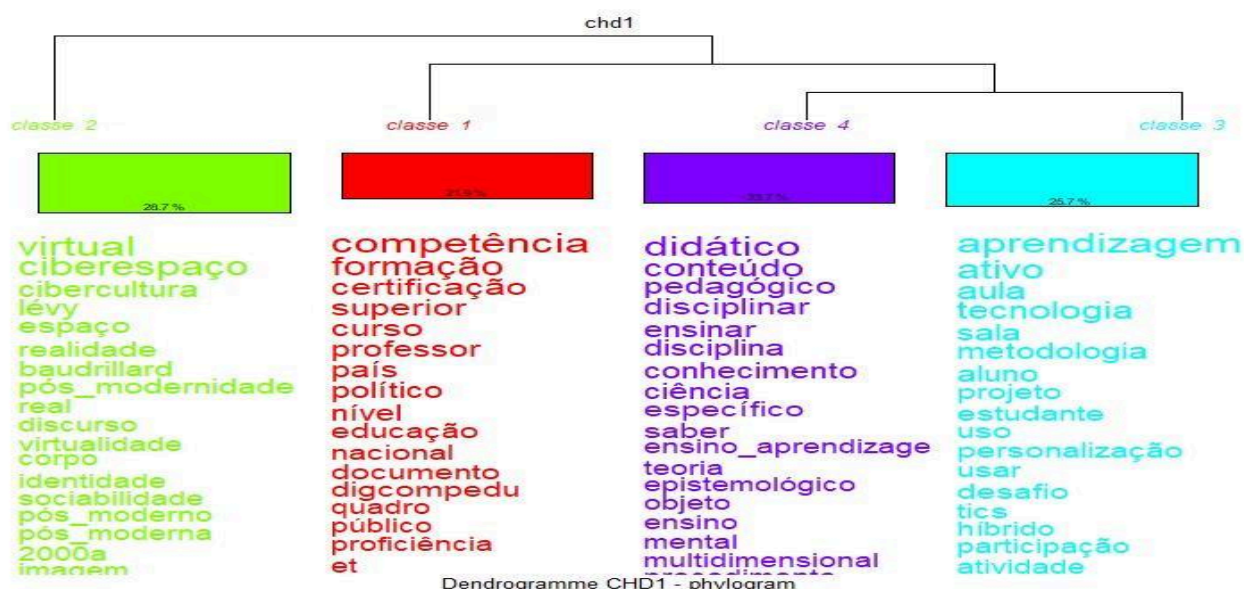 chd1
classe 2
classe 1
classe 4
classe 3
28.7 %
25.7 %
virtual
ciberespaço
cibercultura
lévy
espaço
realidade
baudrillard
pós_modernidade
real
discurso
virtualidade
corpo
identidade
sociabilidade
pós_moderno
pós_moderna
2000a
imagem
competência
formação
certificação
superior
curso
professor
país
político
nível
educação
nacional
documento
digcompedu
quadro
público
proficiência
et
didático
conteúdo
pedagógico
disciplinar
ensinar
disciplina
conhecimento
ciência
específico
saber
ensino_aprendizage
teoria
epistemológico
objeto
ensino
mental
multidimensional
procedimento
aprendizagem
ativo
aula
tecnologia
sala
metodologia
aluno
projeto
estudante
uso
personalização
usar
desafio
tics
híbrido
participação
atividade
Dendrogramme CHD1 - phylogram